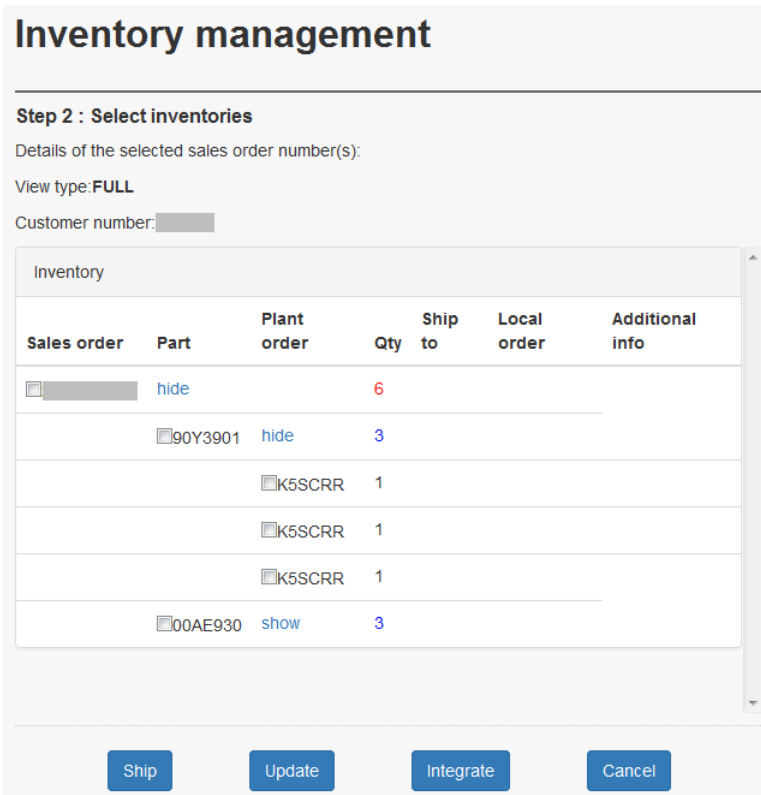 Inventory management
Step 2 : Select inventories
Details of the selected sales order number(s):
View type:FULL
Customer number:
Inventory
Sales order Part Plant order Qty Ship to Local order Additional info
hide 6
90Y3901 hide 3
K5SCRR 1
K5SCRR 1
K5SCRR 1
00AE930 show 3
Ship Update Integrate Cancel